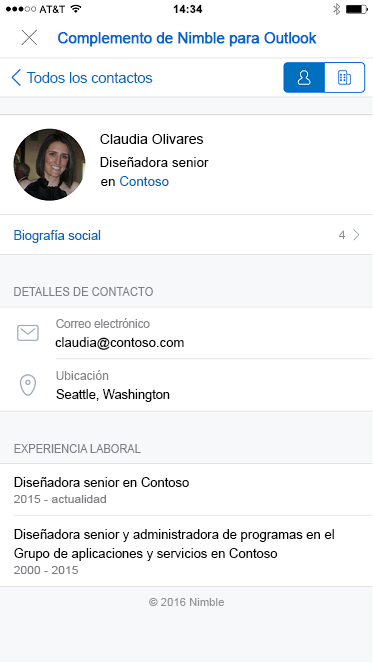 AT&T 14:34
Complemento de Nimble para Outlook
Todos los contactos
Claudia Olivares
Diseñadora senior
en Contoso
Biografía social 4
DETALLES DE CONTACTO
Correo electrónico
claudia@contoso.com
Ubicación
Seattle, Washington
EXPERIENCIA LABORAL
Diseñadora senior en Contoso
2015 - actualidad
Diseñadora senior y administradora de programas en el
Grupo de aplicaciones y servicios en Contoso
2000 - 2015
© 2016 Nimble